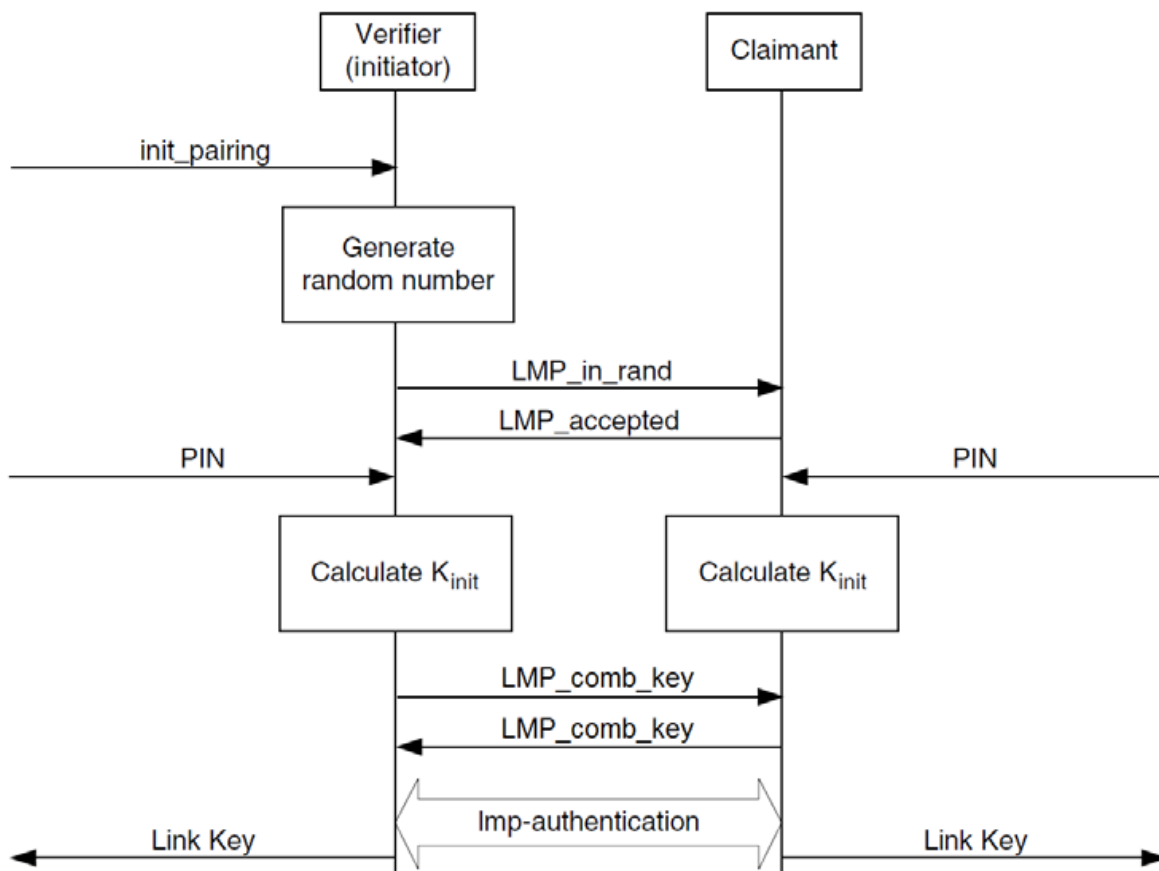 Verifier
(initiator)
Claimant
init_pairing
Generate
random number
LMP_in_rand
LMP_accepted
PIN
PIN
Calculate Kinit
Calculate Kinit
LMP_comb_key
LMP_comb_key
lmp-authentication
Link Key
Link Key